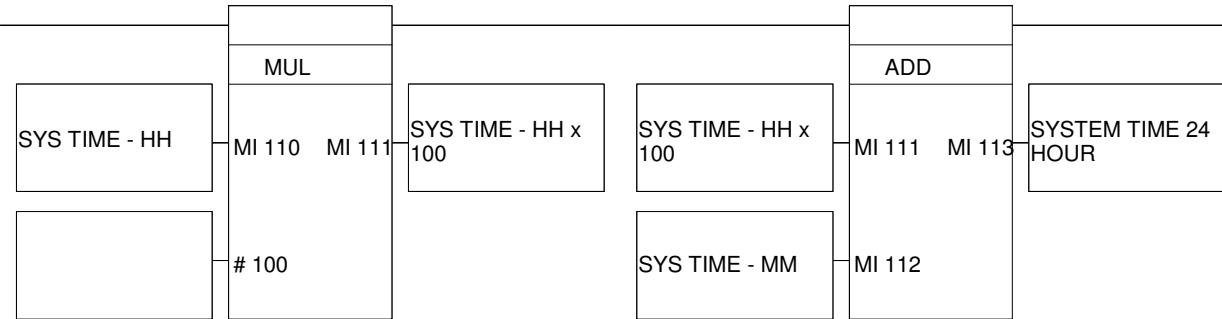 MUL
SYS TIME - HH
MI 110
MI 111
SYS TIME - HH x
100
# 100
ADD
SYS TIME - HH x
100
MI 111
MI 113
SYSTEM TIME 24
HOUR
SYS TIME - MM
MI 112